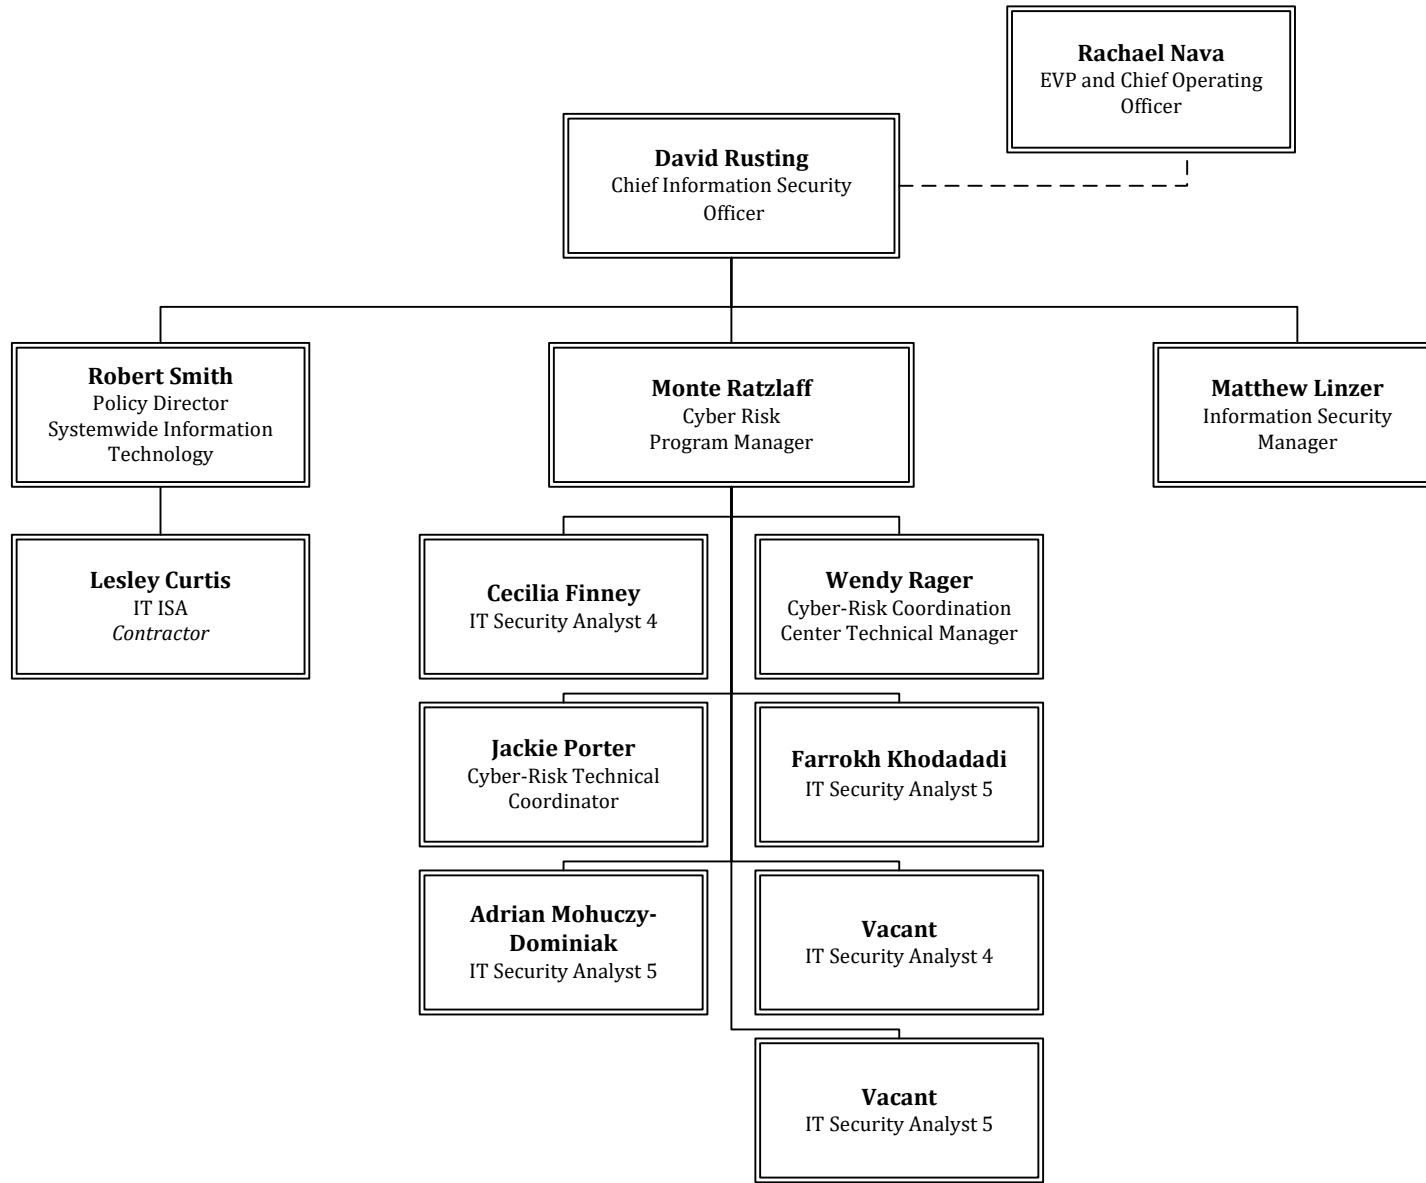 Rachael Nava
EVP and Chief Operating
Officer
David Rusting
Chief Information Security
Officer
Robert Smith
Policy Director
Systemwide Information
Technology
Monte Ratzlaff
Cyber Risk
Program Manager
Matthew Linzer
Information Security
Manager
Lesley Curtis
IT ISA
Contractor
Cecilia Finney
IT Security Analyst 4
Wendy Rager
Cyber-Risk Coordination
Center Technical Manager
Jackie Porter
Cyber-Risk Technical
Coordinator
Farrokh Khodadadi
IT Security Analyst 5
Adrian Mohuczy-
Dominiak
IT Security Analyst 5
Vacant
IT Security Analyst 4
Vacant
IT Security Analyst 5